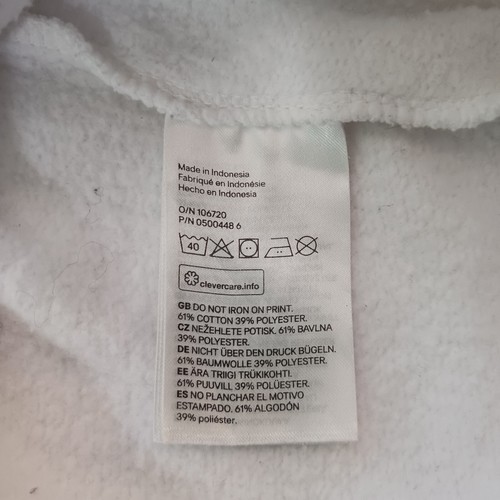 Made in Indonesia
Fabriqué en Indonésie
Hecho en Indonesia
O/N 106720
P/N 0500448 6
40
clevercare.info
GB DO NOT IRON ON PRINT.
61% COTTON 39% POLYESTER.
CZ NEŽEHLETE POTISK. 61% BAVLNA
39% POLYESTER.
DE NICHT ÜBER DEN DRUCK BÜGELN.
61% BAUMWOLLE 39% POLYESTER.
EE ÄRA TRIIGI TRÜKIKOHTI.
61% PUUVILL 39% POLÜESTER.
ES NO PLANCHAR EL MOTIVO
ESTAMPADO. 61% ALGODÓN
39% poliéster.